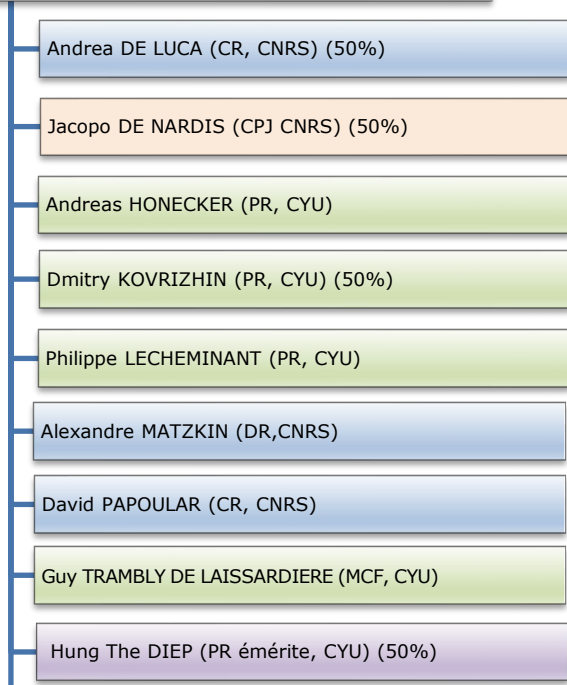 Andrea DE LUCA (CR, CNRS) (50%)
Jacopo DE NARDIS (CPJ CNRS) (50%)
Andreas HONECKER (PR, CYU)
Dmitry KOVRIZHIN (PR, CYU) (50%)
Philippe LECHEMINANT (PR, CYU)
Alexandre MATZKIN (DR,CNRS)
David PAPOULAR (CR, CNRS)
Guy TRAMBLY DE LAISSARDIERE (MCF, CYU)
Hung The DIEP (PR émérite, CYU) (50%)